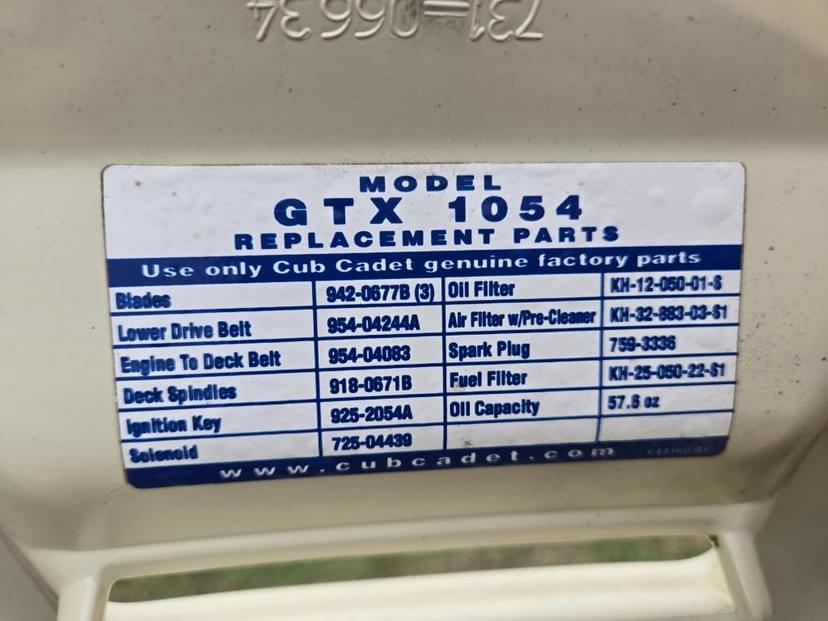 731-06634
MODEL
GTX 1054
REPLACEMENT PARTS
Use only Cub Cadet genuine factory parts
Blades 942-0677B (3) Oil Filter KH-12-050-01-S
Lower Drive Belt 954-04244A Air Filter w/Pre-Cleaner KH-32-883-03-S1
Engine To Deck Belt 954-04083 Spark Plug 759-3336
Deck Spindles 918-0671B Fuel Filter KH-25-050-22-S1
Ignition Key 925-2054A Oil Capacity 57.6 oz
Solenoid 725-04439
www.cubcadet.com